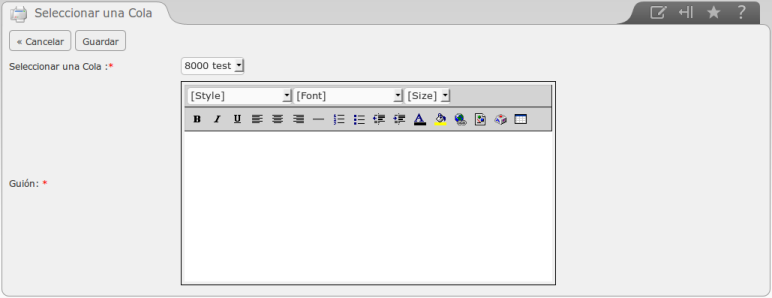 Seleccionar una Cola
?
« Cancelar Guardar
Seleccionar una Cola :* 8000 test
[Style] [Font] [Size]
B I U
Guión: *